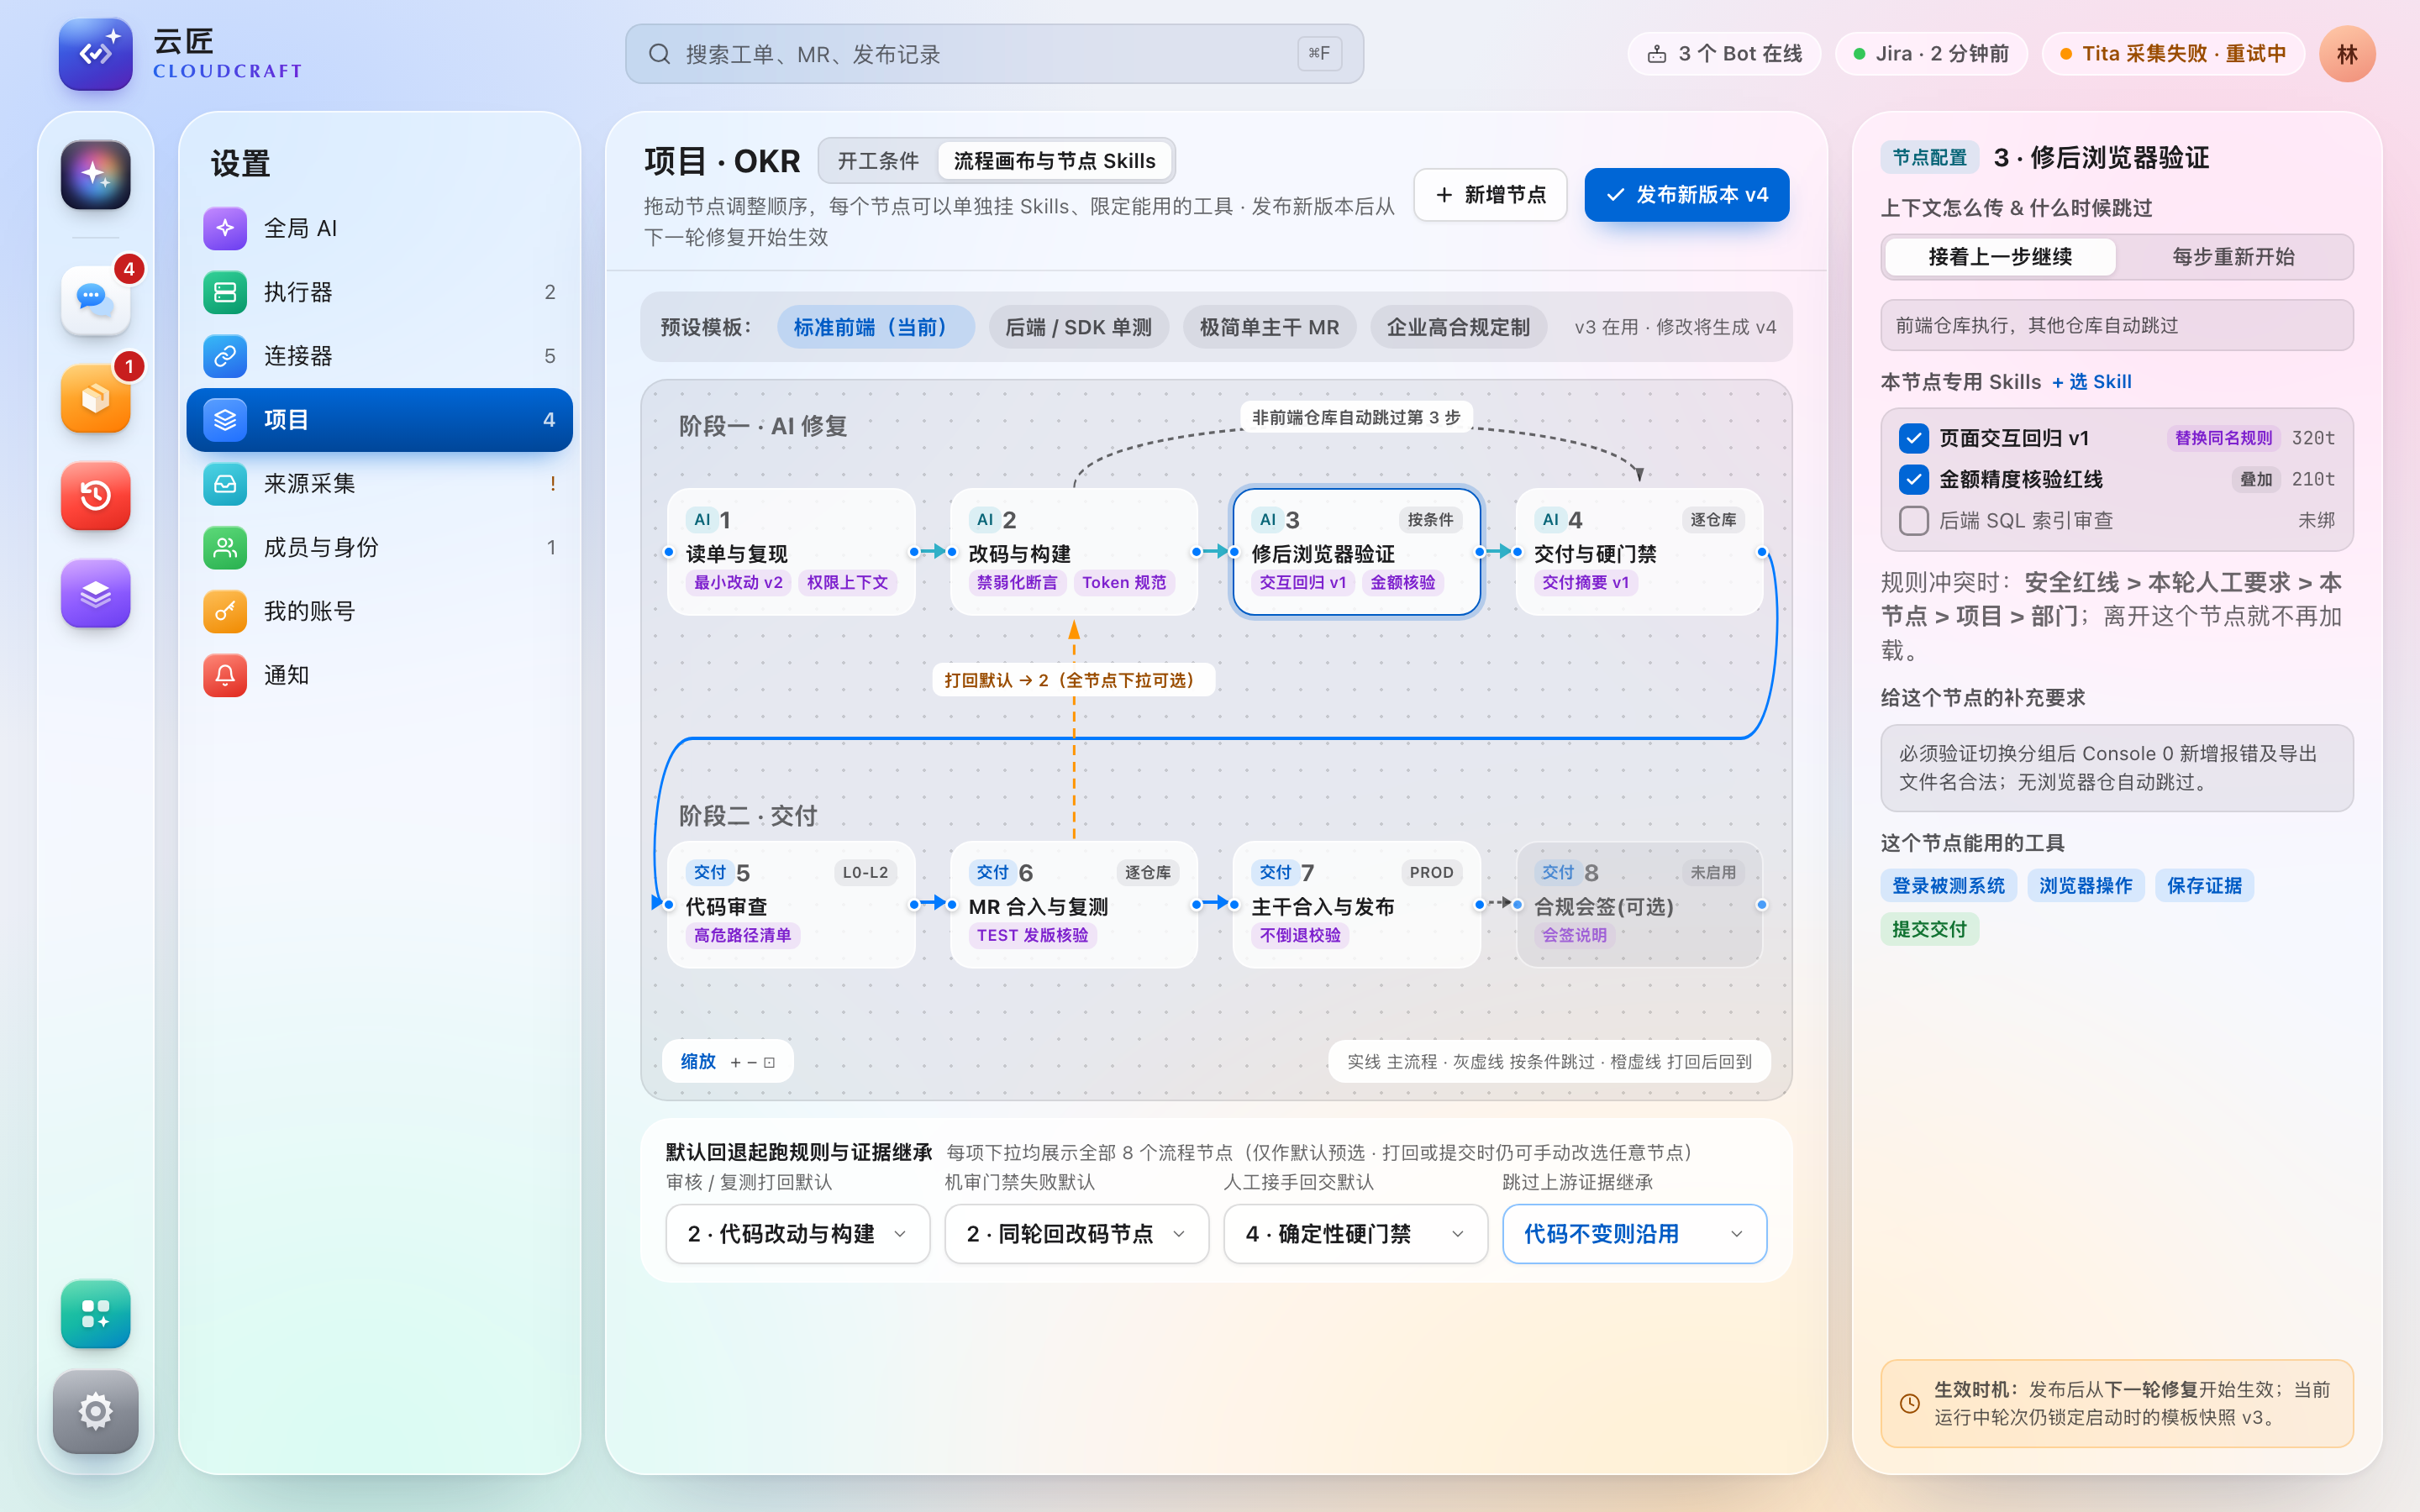 云匠
CLOUDCRAFT
搜索工单、MR、发布记录
⌘F
3 个 Bot 在线
Jira · 2 分钟前
Tita 采集失败 · 重试中
林
4
1
设置
全局 AI
执行器 2
连接器 5
项目 4
来源采集 !
成员与身份 1
我的账号
通知
项目 · OKR
开工条件
流程画布与节点 Skills
拖动节点调整顺序，每个节点可以单独挂 Skills、限定能用的工具 · 发布新版本后从
下一轮修复开始生效
+ 新增节点
发布新版本 v4
预设模板：
标准前端（当前）
后端 / SDK 单测
极简单主干 MR
企业高合规定制
v3 在用 · 修改将生成 v4
阶段一 · AI 修复
非前端仓库自动跳过第 3 步
AI 1
读单与复现
最小改动 v2 权限上下文
AI 2
改码与构建
禁弱化断言 Token 规范
AI 3 按条件
修后浏览器验证
交互回归 v1 金额核验
AI 4 逐仓库
交付与硬门禁
交付摘要 v1
打回默认 → 2（全节点下拉可选）
阶段二 · 交付
交付 5 L0-L2
代码审查
高危路径清单
交付 6 逐仓库
MR 合入与复测
TEST 发版核验
交付 7 PROD
主干合入与发布
不倒退校验
交付 8 未启用
合规会签(可选)
会签说明
缩放 + − ⊡
实线 主流程 · 灰虚线 按条件跳过 · 橙虚线 打回后回到
默认回退起跑规则与证据继承 每项下拉均展示全部 8 个流程节点（仅作默认预选 · 打回或提交时仍可手动改选任意节点）
审核 / 复测打回默认
2 · 代码改动与构建
机审门禁失败默认
2 · 同轮回改码节点
人工接手回交默认
4 · 确定性硬门禁
跳过上游证据继承
代码不变则沿用
节点配置 3 · 修后浏览器验证
上下文怎么传 & 什么时候跳过
接着上一步继续
每步重新开始
前端仓库执行，其他仓库自动跳过
本节点专用 Skills + 选 Skill
页面交互回归 v1 替换同名规则 320t
金额精度核验红线 叠加 210t
后端 SQL 索引审查 未绑
规则冲突时：安全红线 > 本轮人工要求 > 本
节点 > 项目 > 部门；离开这个节点就不再加
载。
给这个节点的补充要求
必须验证切换分组后 Console 0 新增报错及导出
文件名合法；无浏览器仓自动跳过。
这个节点能用的工具
登录被测系统 浏览器操作 保存证据
提交交付
生效时机：发布后从下一轮修复开始生效；当前
运行中轮次仍锁定启动时的模板快照 v3。